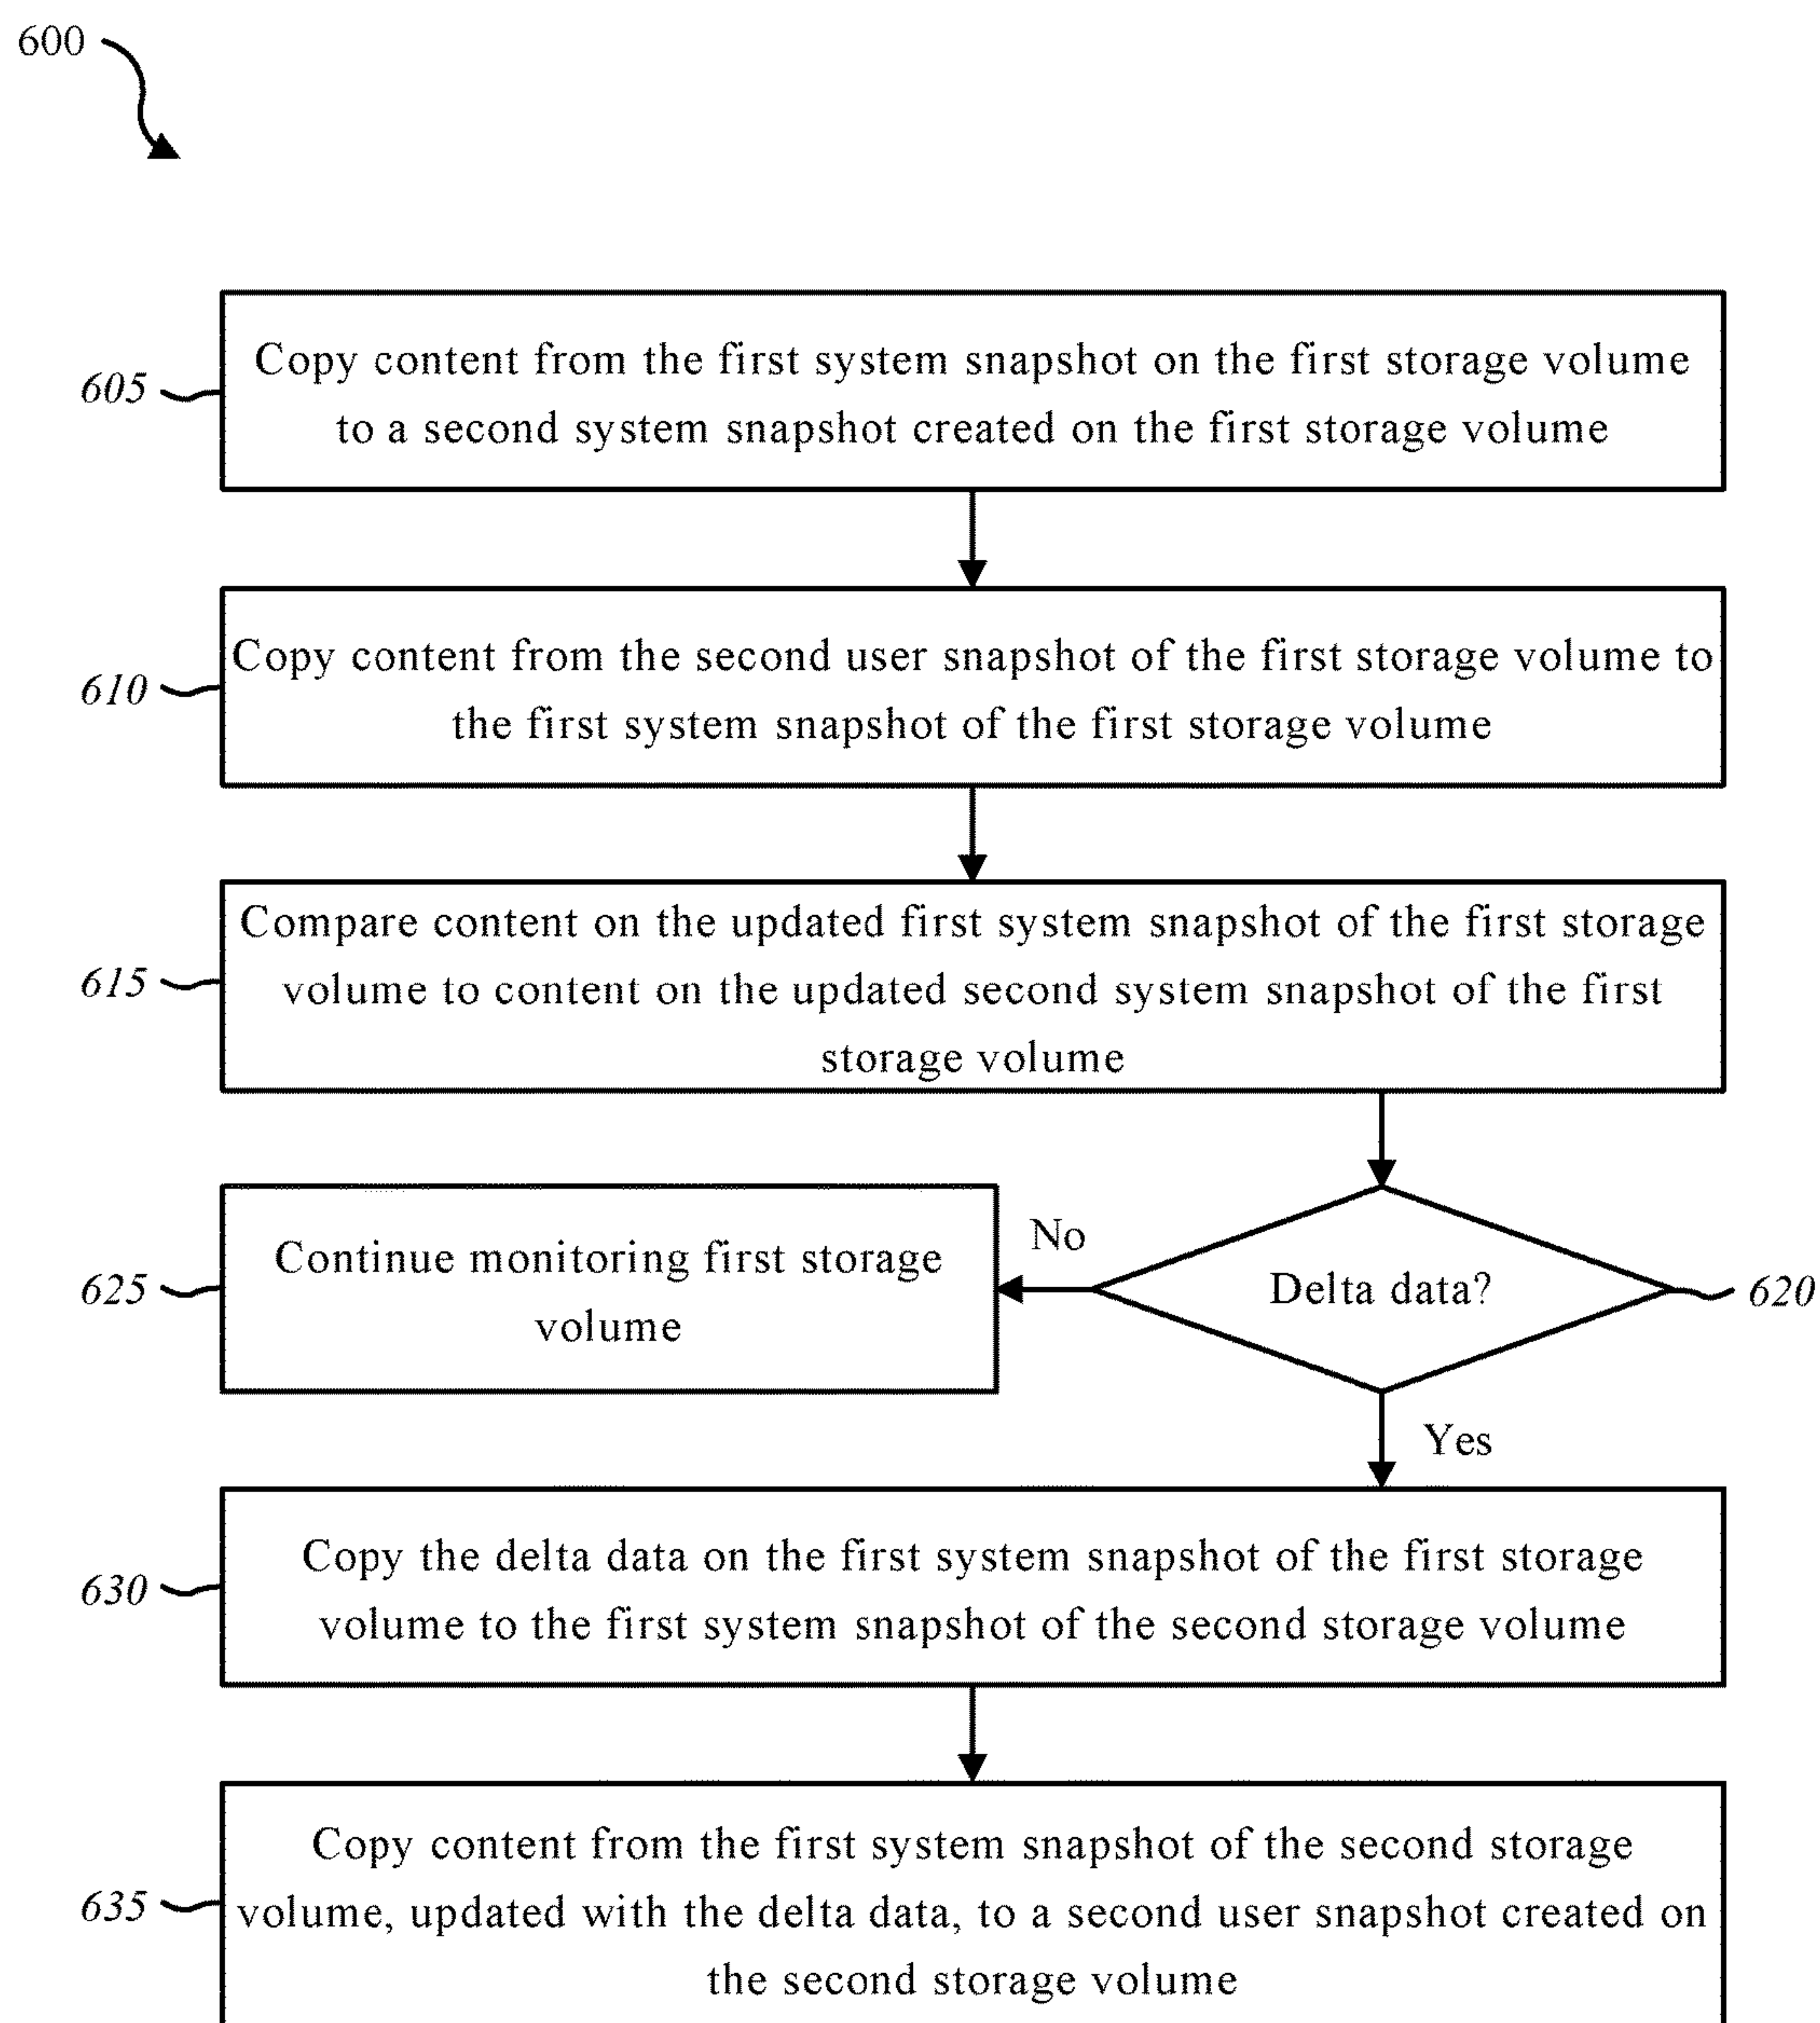 600
605
Copy content from the first system snapshot on the first storage volume
to a second system snapshot created on the first storage volume
610
Copy content from the second user snapshot of the first storage volume to
the first system snapshot of the first storage volume
615
Compare content on the updated first system snapshot of the first storage
volume to content on the updated second system snapshot of the first
storage volume
625
Continue monitoring first storage
volume
No
Delta data?
620
Yes
630
Copy the delta data on the first system snapshot of the first storage
volume to the first system snapshot of the second storage volume
635
Copy content from the first system snapshot of the second storage
volume, updated with the delta data, to a second user snapshot created on
the second storage volume